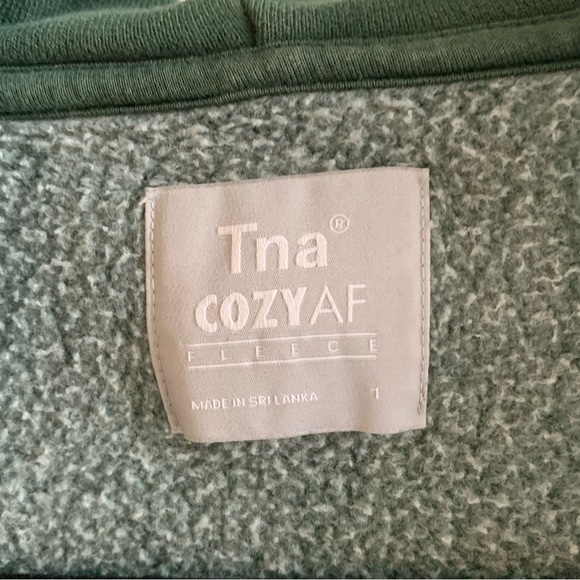 Tna®
COZYAF
FLEECE
MADE IN SRI LANKA 1